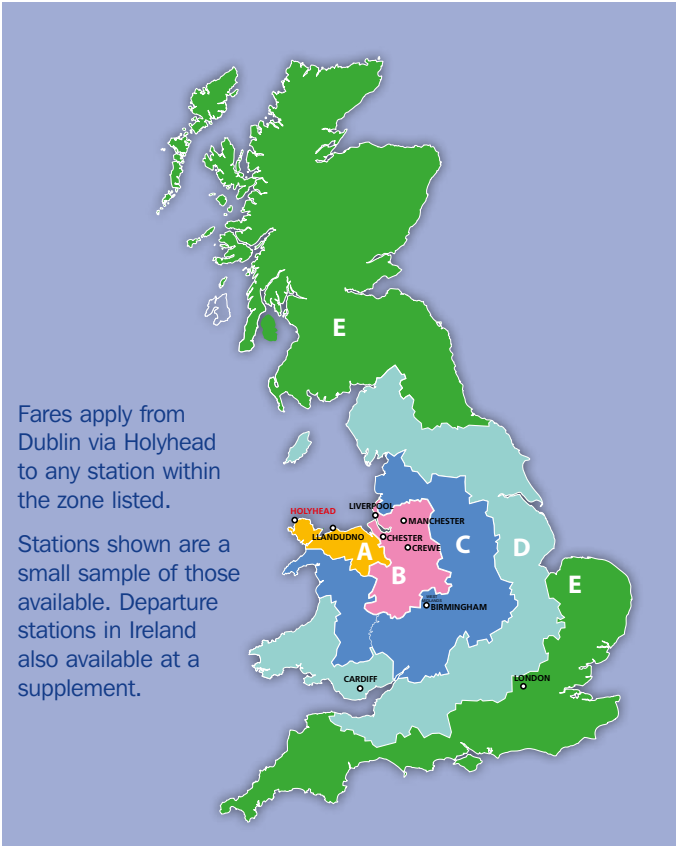 E
Fares apply from
Dublin via Holyhead
to any station within
the zone listed.
Stations shown are a
small sample of those
available. Departure
stations in Ireland
also available at a
supplement.
HOLYHEAD
LIVERPOOL
MANCHESTER
LLANDUDNO
CHESTER
CREWE
A
B
C
D
E
BIRMINGHAM
CARDIFF
LONDON